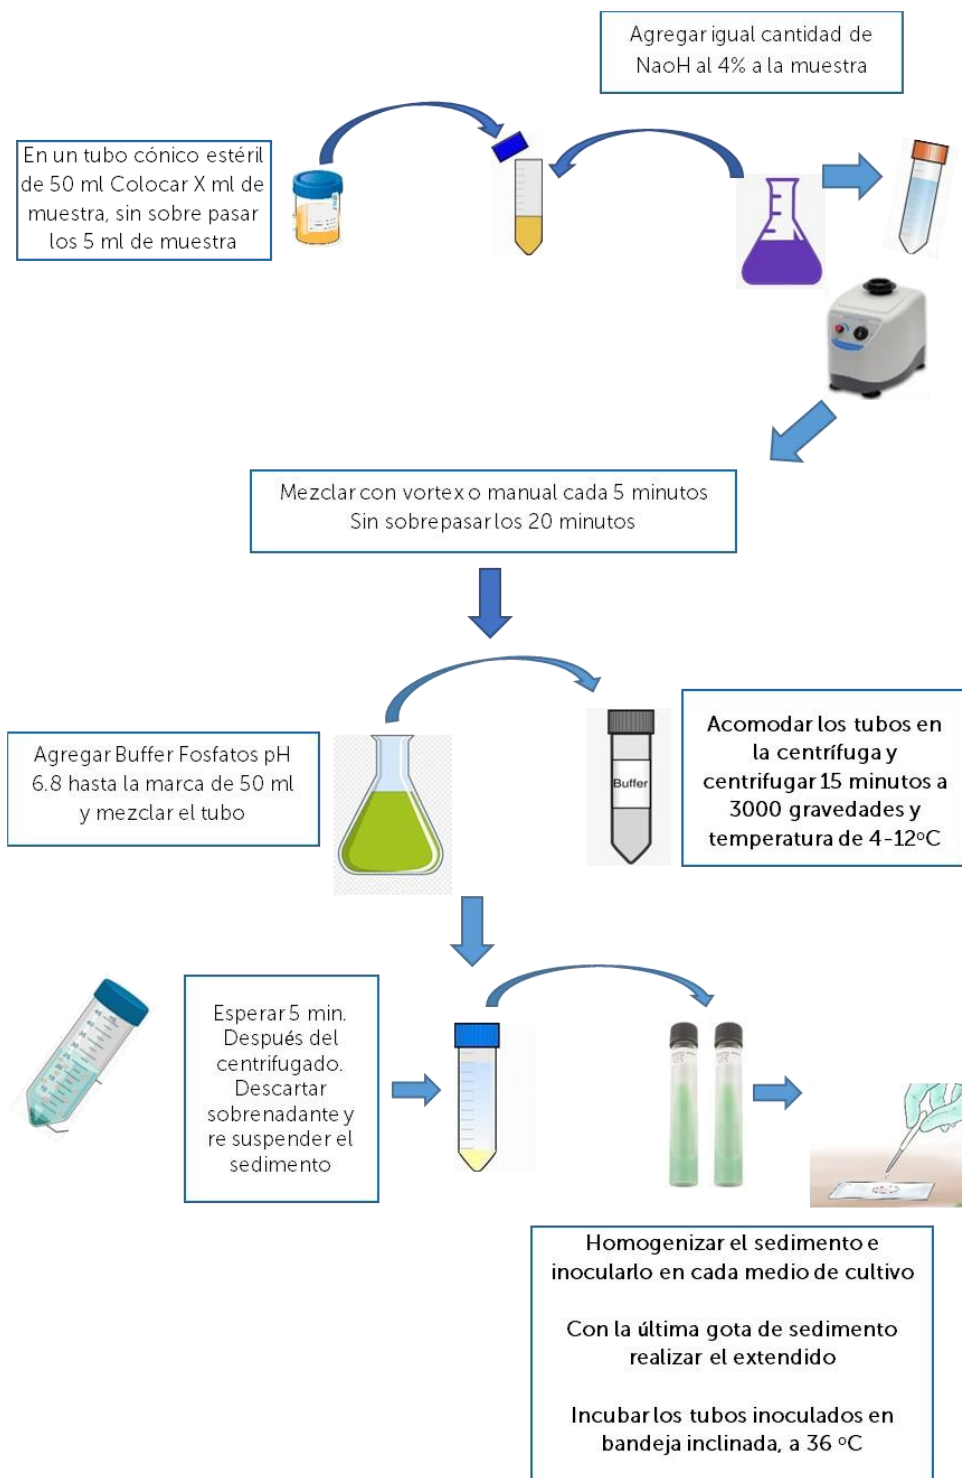 Agregar igual cantidad de
NaoH al 4% a la muestra
En un tubo cónico estéril
de 50 ml Colocar X ml de
muestra, sin sobre pasar
los 5 ml de muestra
Mezclar con vortex o manual cada 5 minutos
Sin sobrepasar los 20 minutos
Agregar Buffer Fosfatos pH
6.8 hasta la marca de 50 ml
y mezclar el tubo
Buffer
Acomodar los tubos en
la centrífuga y
centrifugar 15 minutos a
3000 gravedades y
temperatura de 4-12ºC
Esperar 5 min.
Después del
centrifugado.
Descartar
sobrenadante y
re suspender el
sedimento
Homogenizar el sedimento e
inocularlo en cada medio de cultivo
Con la última gota de sedimento
realizar el extendido
Incubar los tubos inoculados en
bandeja inclinada, a 36 ºC